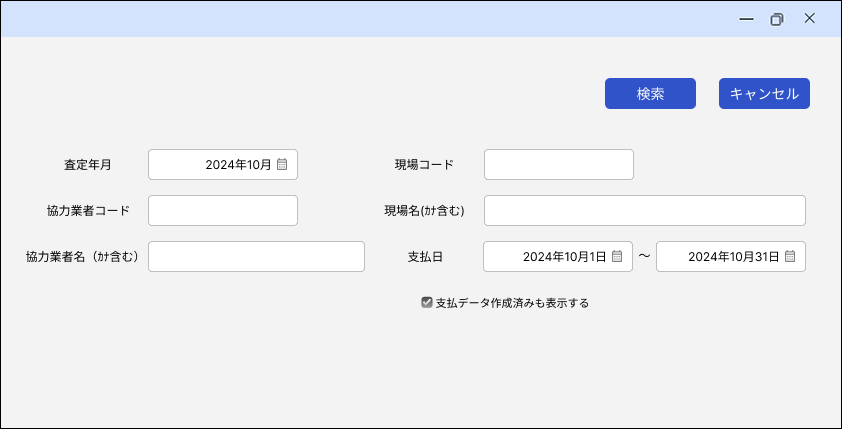 検索 キャンセル
査定年月 2024年10月 現場コード
協力業者コード 現場名(ｶﾅ含む)
協力業者名（ｶﾅ含む） 支払日 2024年10月1日 ～ 2024年10月31日
支払データ作成済みも表示する